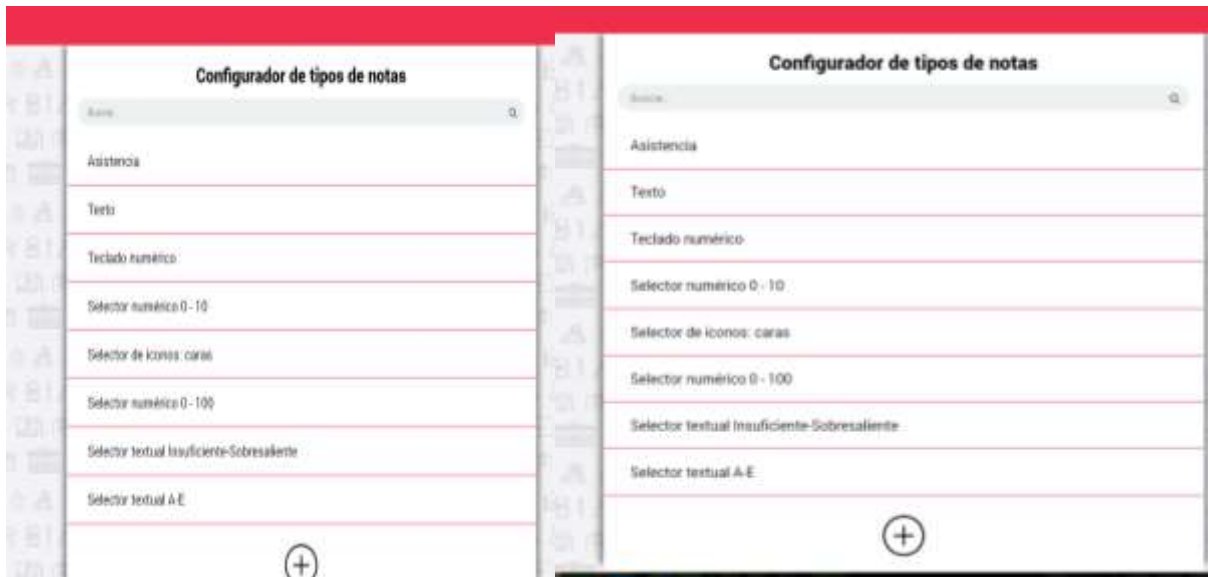 Configurador de tipos de notas
Asistencia
Texto
Teclado numérico
Selector numérico 0 - 10
Selector de iconos: caras
Selector numérico 0 - 100
Selector textual Insuficiente-Sobresaliente
Selector textual A-E
Configurador de tipos de notas
Asistencia
Texto
Teclado numérico
Selector numérico 0 - 10
Selector de iconos: caras
Selector numérico 0 - 100
Selector textual Insuficiente-Sobresaliente
Selector textual A-E